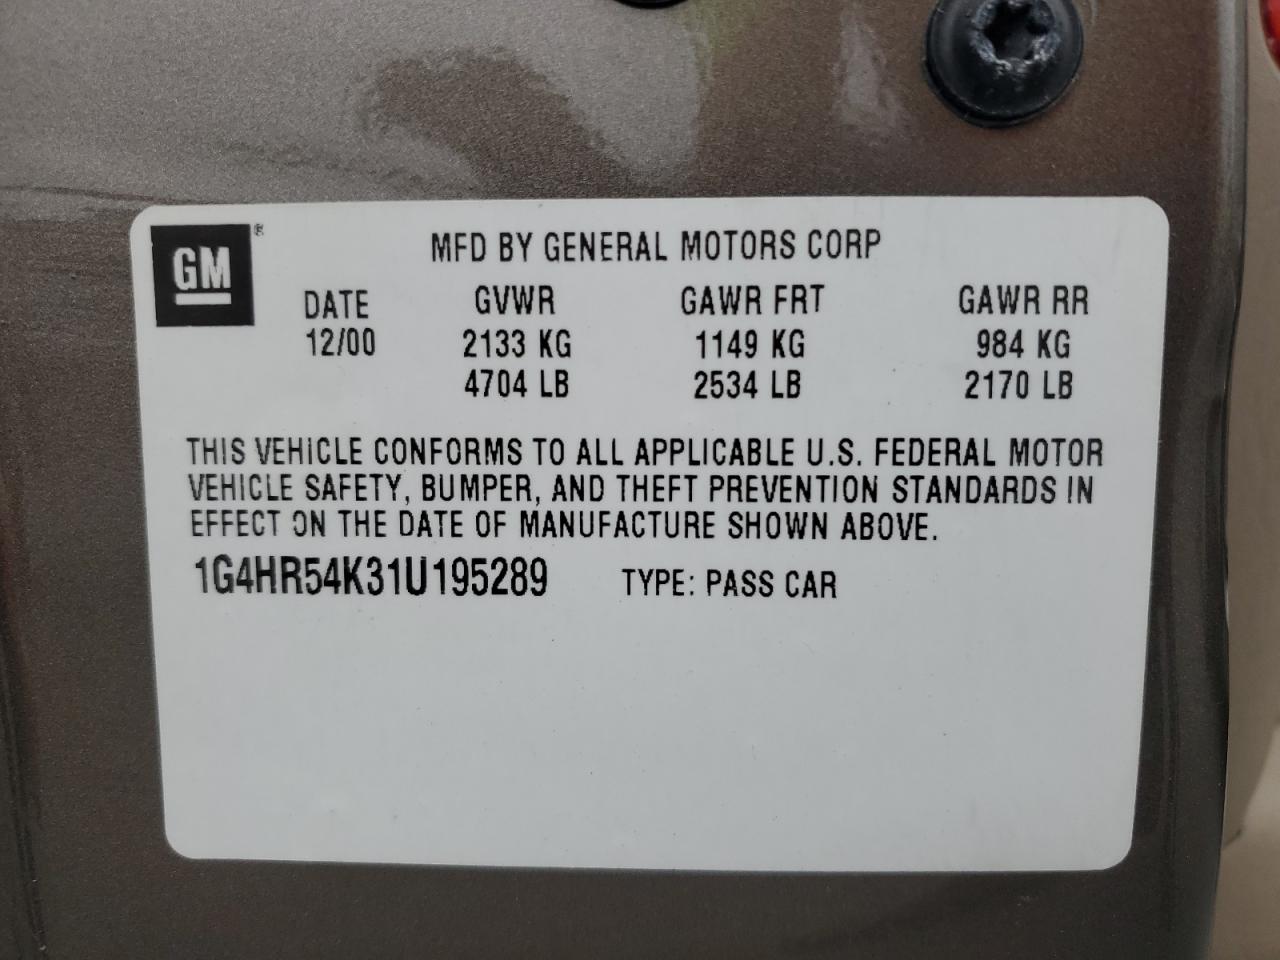 GM®
MFD BY GENERAL MOTORS CORP
DATE GVWR GAWR FRT GAWR RR
12/00 2133 KG 1149 KG 984 KG
4704 LB 2534 LB 2170 LB
THIS VEHICLE CONFORMS TO ALL APPLICABLE U.S. FEDERAL MOTOR
VEHICLE SAFETY, BUMPER, AND THEFT PREVENTION STANDARDS IN
EFFECT ON THE DATE OF MANUFACTURE SHOWN ABOVE.
1G4HR54K31U195289 TYPE: PASS CAR